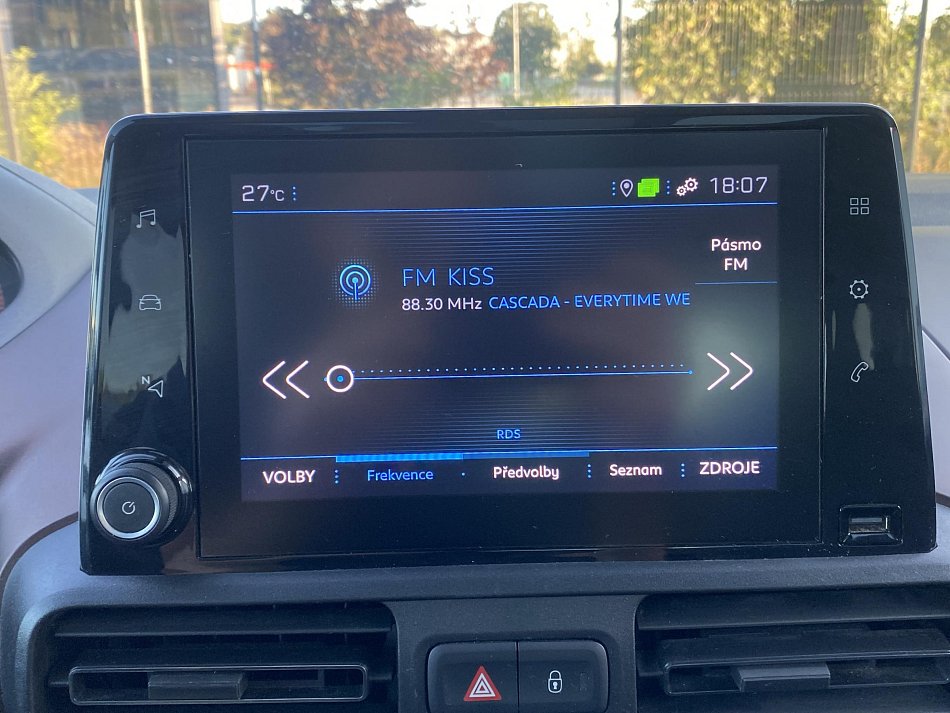 27°C
18:07
Pásmo
FM
FM KISS
88.30 MHz CASCADA - EVERYTIME WE
N
RDS
VOLBY Frekvence Předvolby Seznam ZDROJE